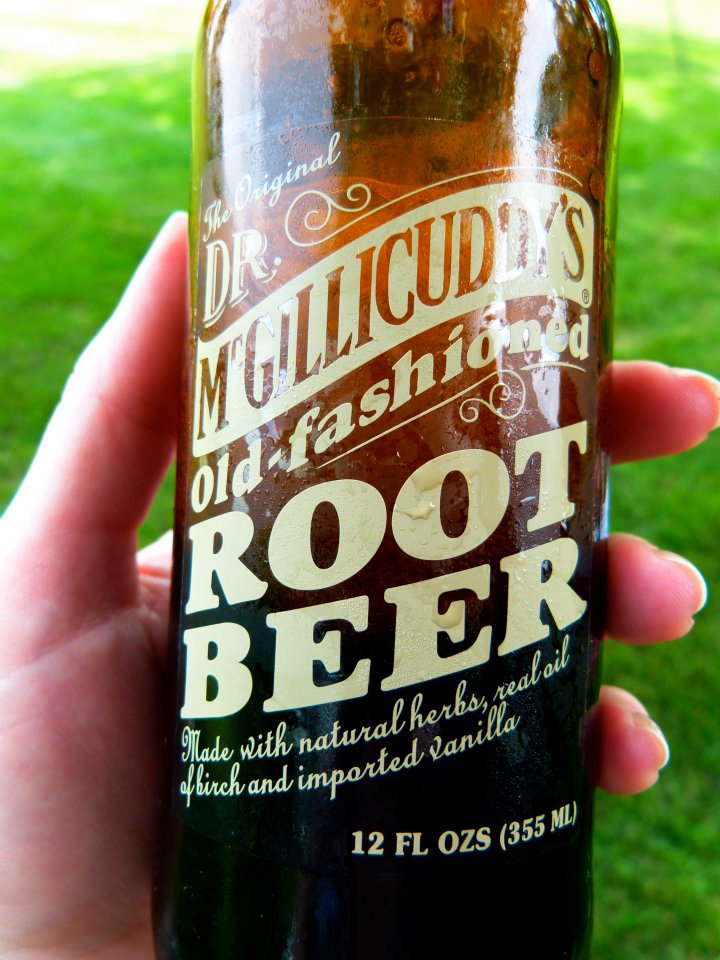 The Original
DR.
McGILLICUDDY'S®
old-fashioned
ROOT
BEER
Made with natural herbs, real oil
of birch and imported vanilla
12 FL OZS (355 ML)